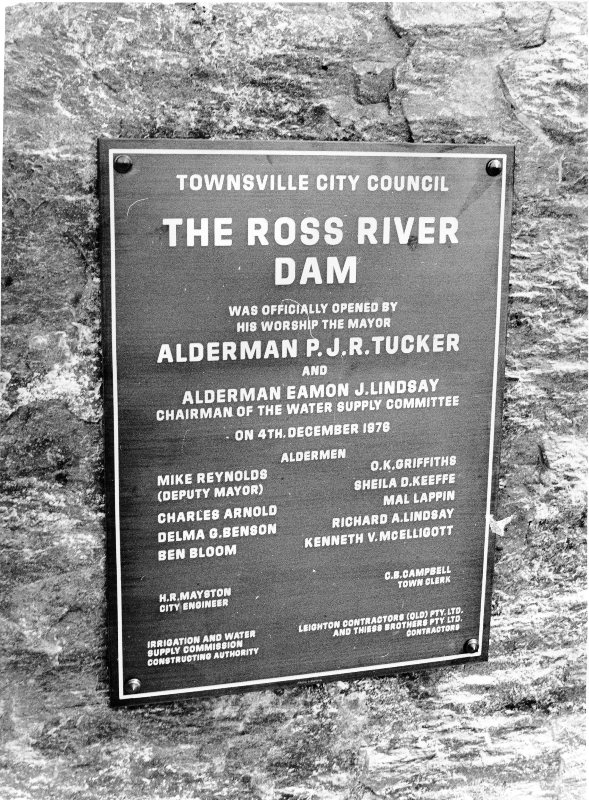 TOWNSVILLE CITY COUNCIL
THE ROSS RIVER
DAM
WAS OFFICIALLY OPENED BY
HIS WORSHIP THE MAYOR
ALDERMAN P.J.R.TUCKER
AND
ALDERMAN EAMON J.LINDSAY
CHAIRMAN OF THE WATER SUPPLY COMMITTEE
ON 4TH.DECEMBER 1976
ALDERMEN
MIKE REYNOLDS
(DEPUTY MAYOR)
CHARLES ARNOLD
DELMA G.BENSON
BEN BLOOM
O.K.GRIFFITHS
SHEILA D.KEEFFE
MAL LAPPIN
RICHARD A.LINDSAY
KENNETH V.MCELLIGOTT
H.R.MAYSTON
CITY ENGINEER
C.B.CAMPBELL
TOWN CLERK
IRRIGATION AND WATER
SUPPLY COMMISSION
CONSTRUCTING AUTHORITY
LEIGHTON CONTRACTORS (QLD) PTY. LTD.
AND THIESS BROTHERS PTY LTD.
CONTRACTORS